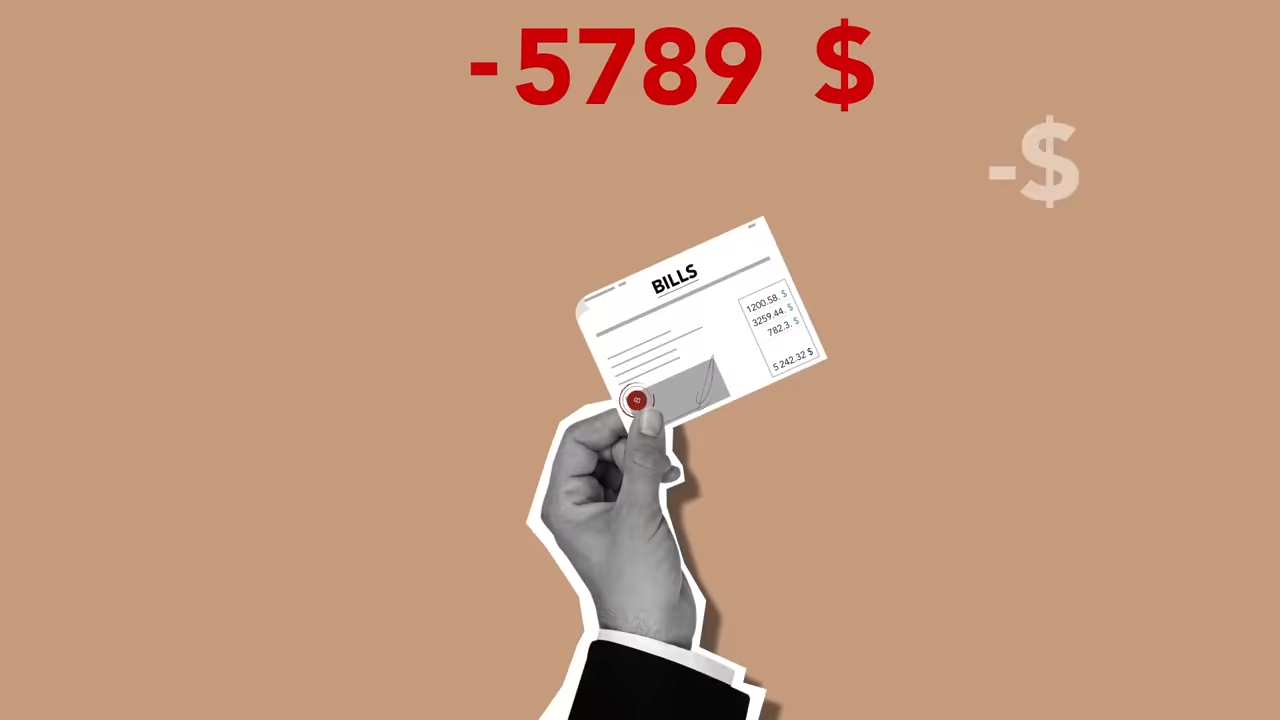 -5789 $
-$
BILLS
1200.58. $
3259.44. $
782.3. $
5 242.32 $